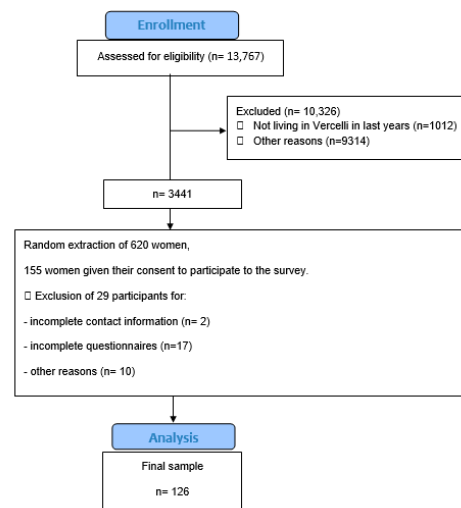 Enrollment
Assessed for eligibility (n= 13,767)
Excluded (n= 10,326)
☐ Not living in Vercelli in last years (n=1012)
☐ Other reasons (n=9314)
n= 3441
Random extraction of 620 women,
155 women given their consent to participate to the survey.
☐ Exclusion of 29 participants for:
- incomplete contact information (n= 2)
- incomplete questionnaires (n=17)
- other reasons (n= 10)
Analysis
Final sample
n= 126